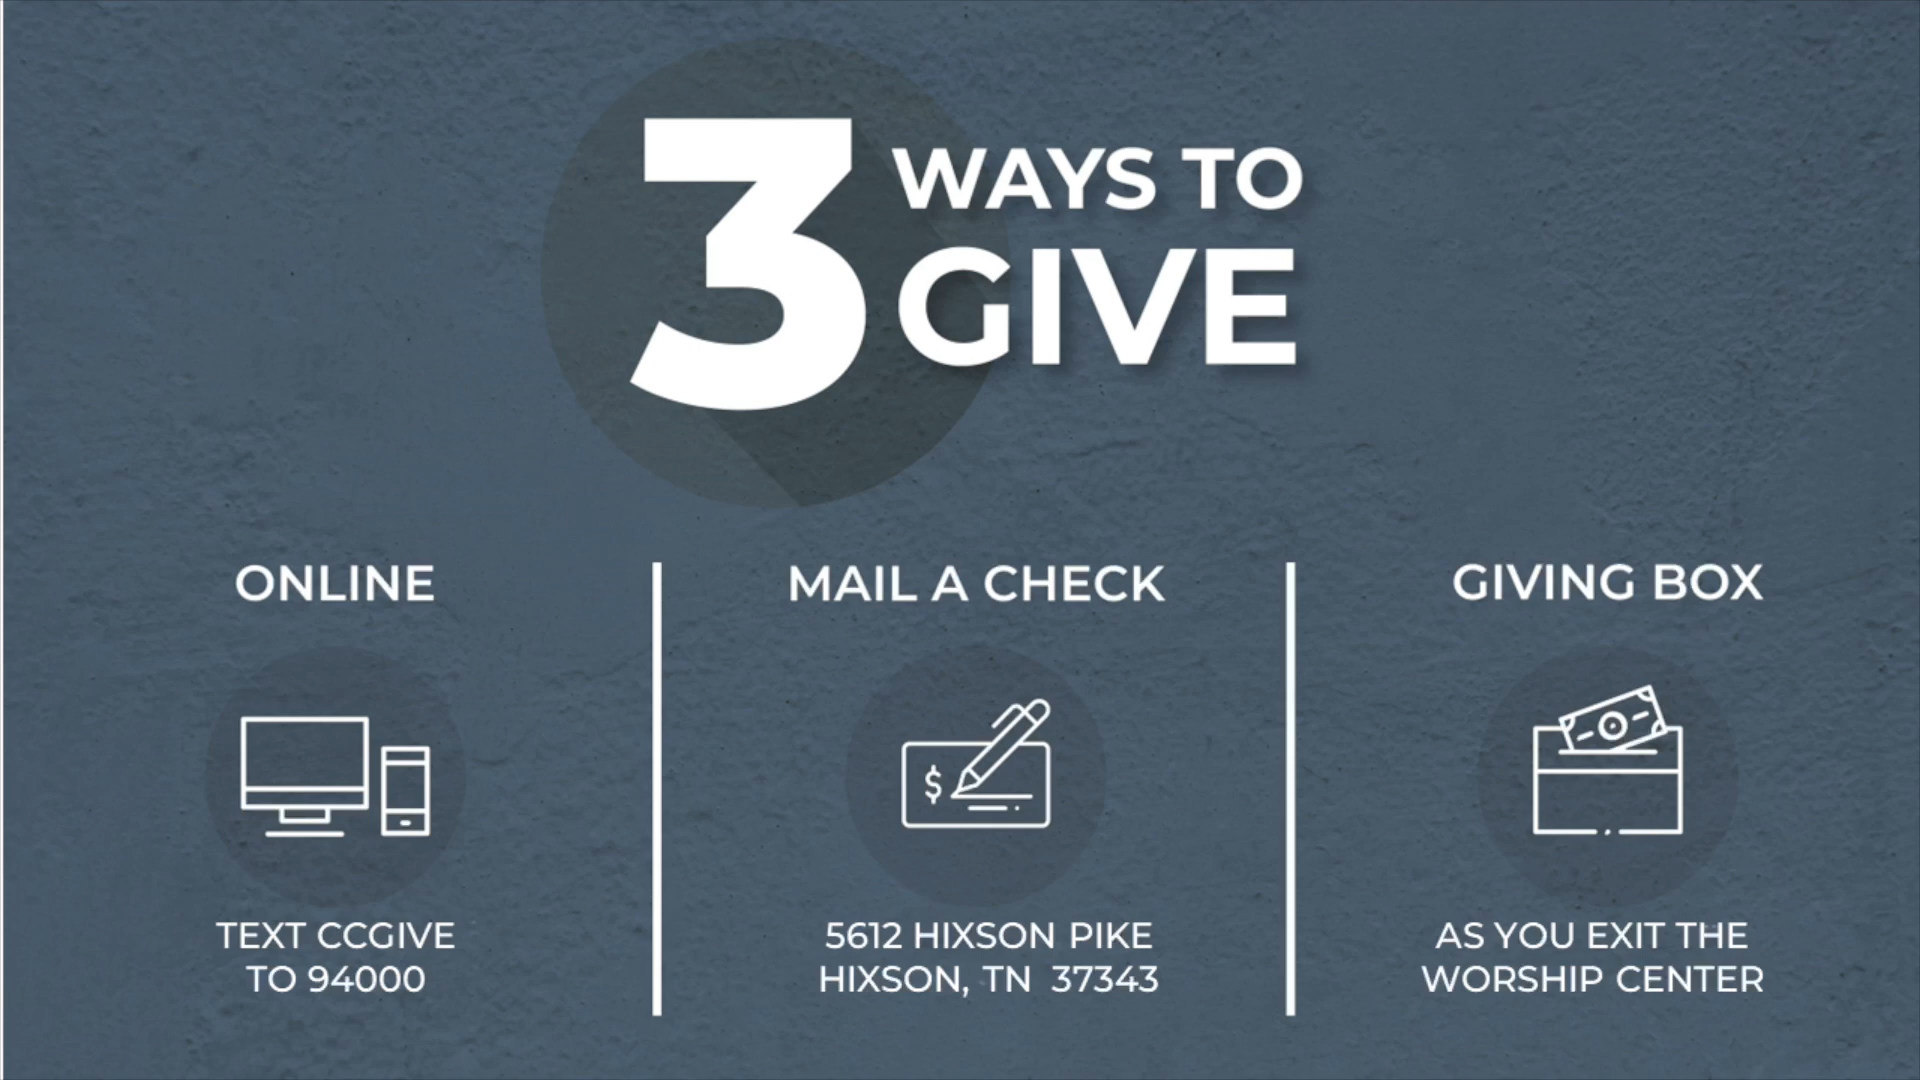 3 WAYS TO
GIVE
ONLINE
TEXT CCGIVE
TO 94000
MAIL A CHECK
$
5612 HIXSON PIKE
HIXSON, TN 37343
GIVING BOX
AS YOU EXIT THE
WORSHIP CENTER